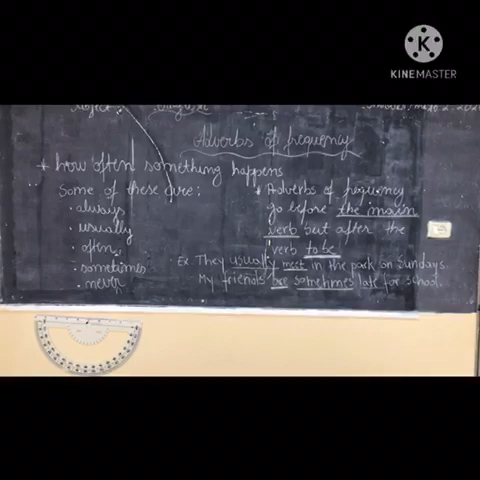 KINEMASTER
Adverbs of frequency
* how often something happens
Some of these are:
• always
• usually
• often
• sometimes
• never
* Adverbs of frequency
go before the main
verb but after the
verb to be
Ex They usually meet in the park on Sundays.
My friends are sometimes late for school.